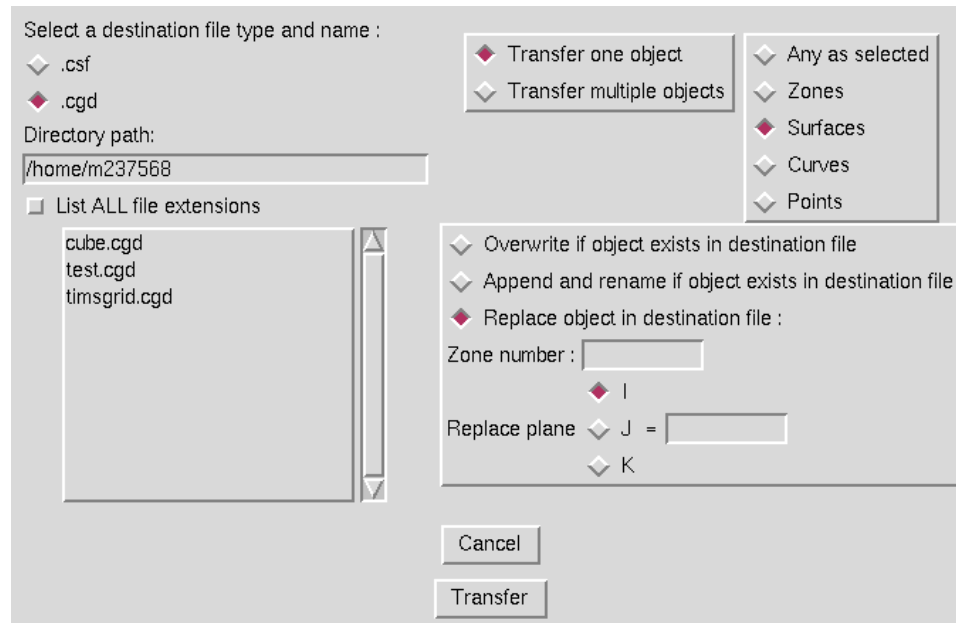 Select a destination file type and name :
.csf
.cgd
Directory path:
/home/m237568
List ALL file extensions
cube.cgd
test.cgd
timsgrid.cgd
Transfer one object
Transfer multiple objects
Any as selected
Zones
Surfaces
Curves
Points
Overwrite if object exists in destination file
Append and rename if object exists in destination file
Replace object in destination file :
Zone number :
I
Replace plane J =
K
Cancel
Transfer